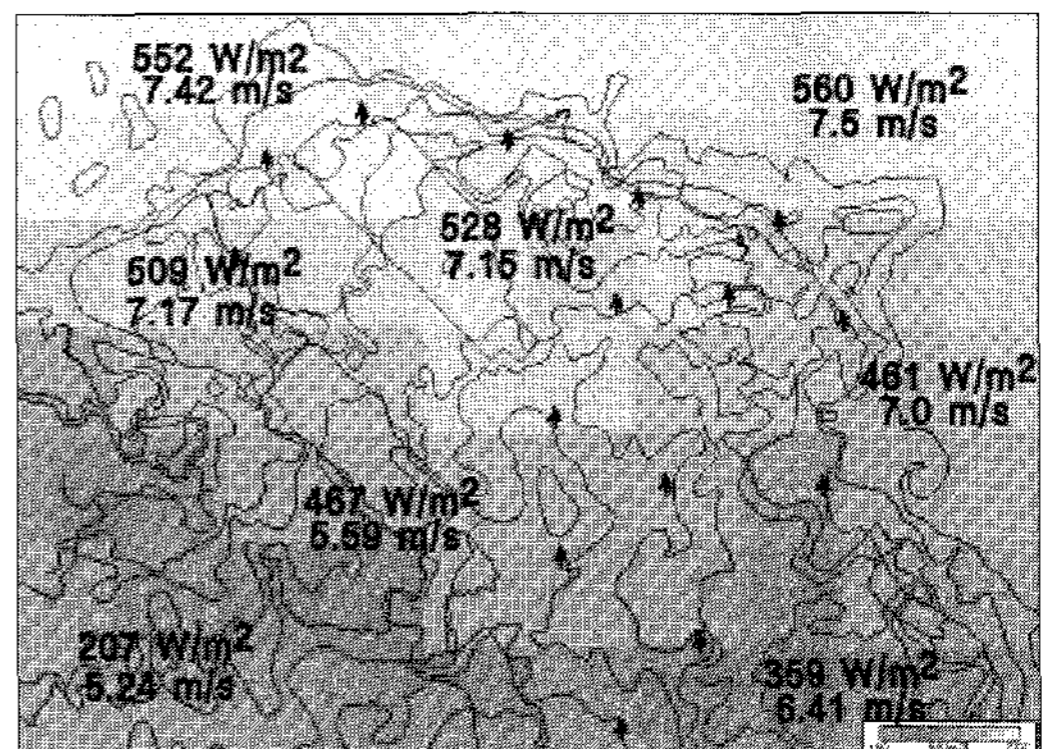 552 W/m2
7.42 m/s
560 W/m2
7.5 m/s
528 W/m2
7.15 m/s
509 W/m2
7.17 m/s
461 W/m2
7.0 m/s
467 W/m2
5.59 m/s
207 W/m2
5.24 m/s
359 W/m2
6.41 m/s